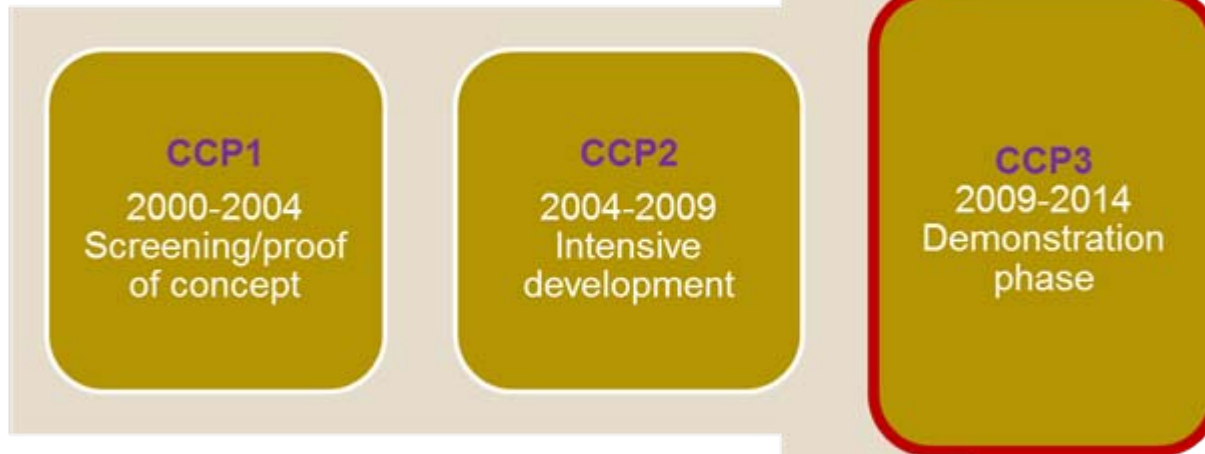 CCP1
2000-2004
Screening/proof
of concept
CCP2
2004-2009
Intensive
development
CCP3
2009-2014
Demonstration
phase